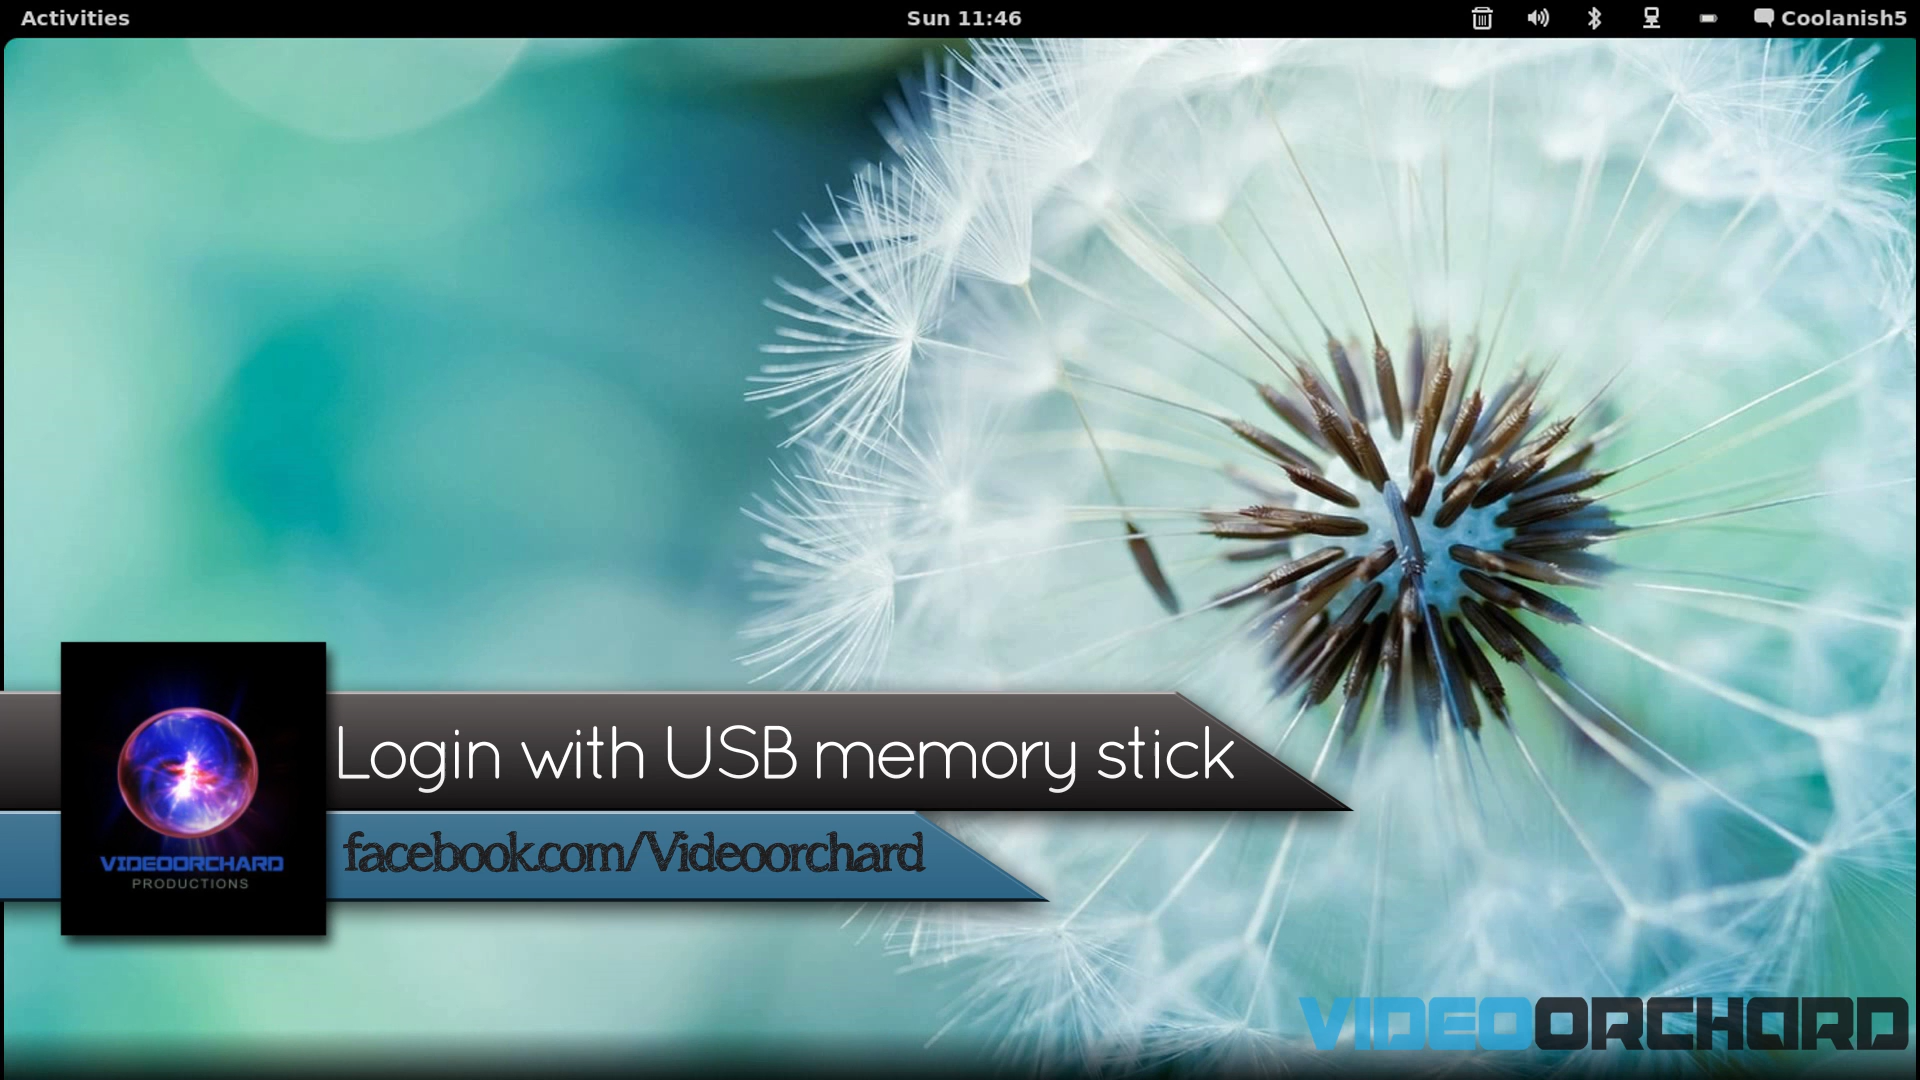 Activities Sun 11:46 Coolanish5
Login with USB memory stick
facebook.com/Videoorchard
VIDEOORCHARD
PRODUCTIONS
VIDEOORCHARD